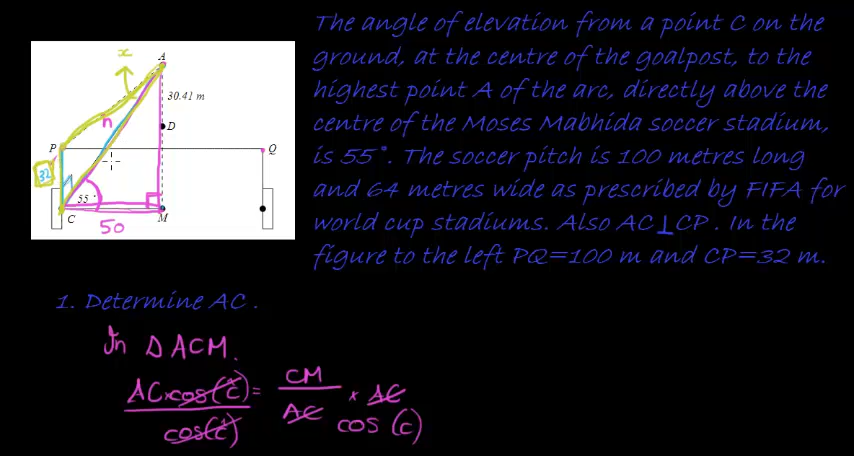 The angle of elevation from a point C on the
ground, at the centre of the goalpost, to the
highest point A of the arc, directly above the
centre of the Moses Mabhida soccer stadium,
is 55°. The soccer pitch is 100 metres long
and 64 metres wide as prescribed by FIFA for
world cup stadiums. Also AC⊥CP. In the
figure to the left PQ=100 m and CP=32 m.
x
A
30.41 m
n
D
P
Q
32
55°
C
50
M
1. Determine AC.
In ΔACM.
AC×cos(C) = CM × AC
cos(C) AC cos (C)